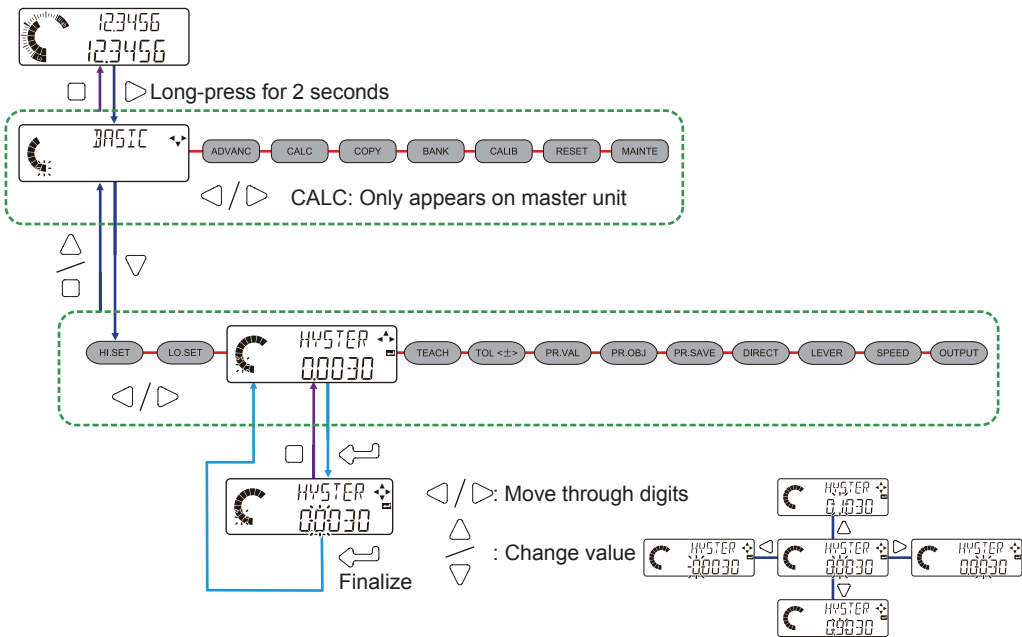 12.3456
12.3456
Long-press for 2 seconds
BASIC
ADVANC CALC COPY BANK CALIB RESET MAINTE
CALC: Only appears on master unit
HI.SET LO.SET HYSTER TEACH TOL <±> PR.VAL PR.OBJ PR.SAVE DIRECT LEVER SPEED OUTPUT
0.0030
HYSTER
0.0030
: Move through digits
: Change value
Finalize
HYSTER
0.1030
HYSTER
-0.0030
HYSTER
0.0030
HYSTER
0.0030
HYSTER
0.9030